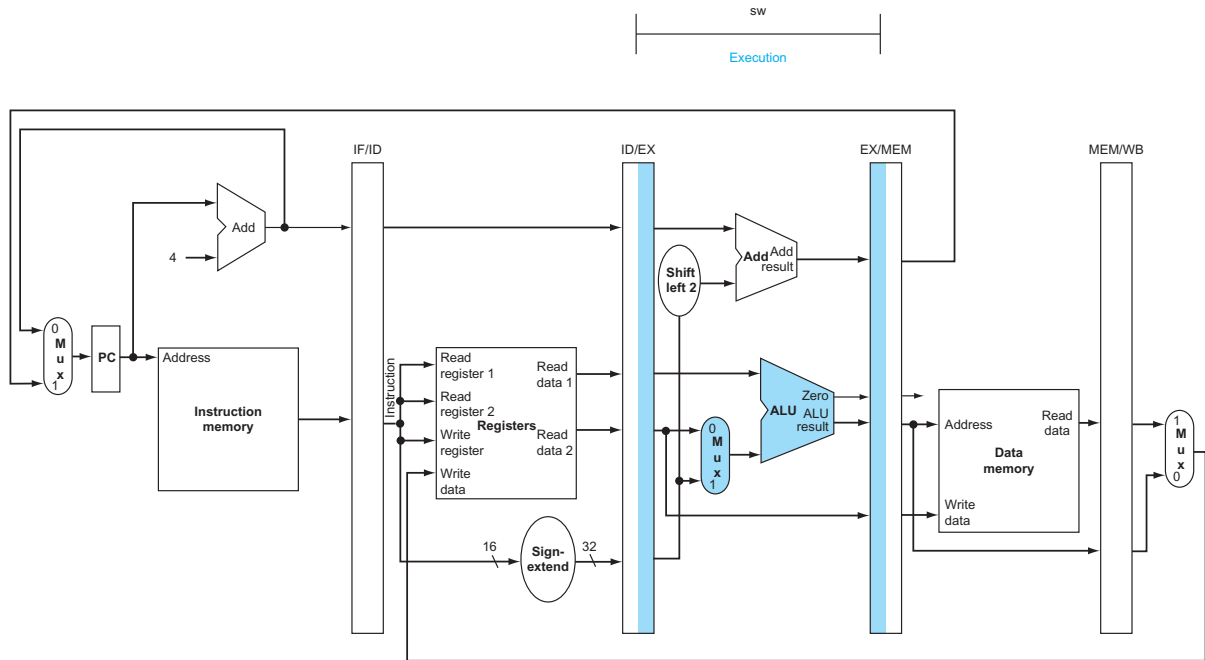 sw
Execution
IF/ID
ID/EX
EX/MEM
MEM/WB
Add
4
Shift
left 2
Add
Add
result
0
M
u
x
1
PC
Address
Instruction
memory
Instruction
Read
register 1
Read
register 2
Write
register
Write
data
Registers
Read
data 1
Read
data 2
16
Sign-
extend
32
0
M
u
x
1
Zero
ALU
ALU
result
Address
Read
data
Data
memory
Write
data
1
M
u
x
0